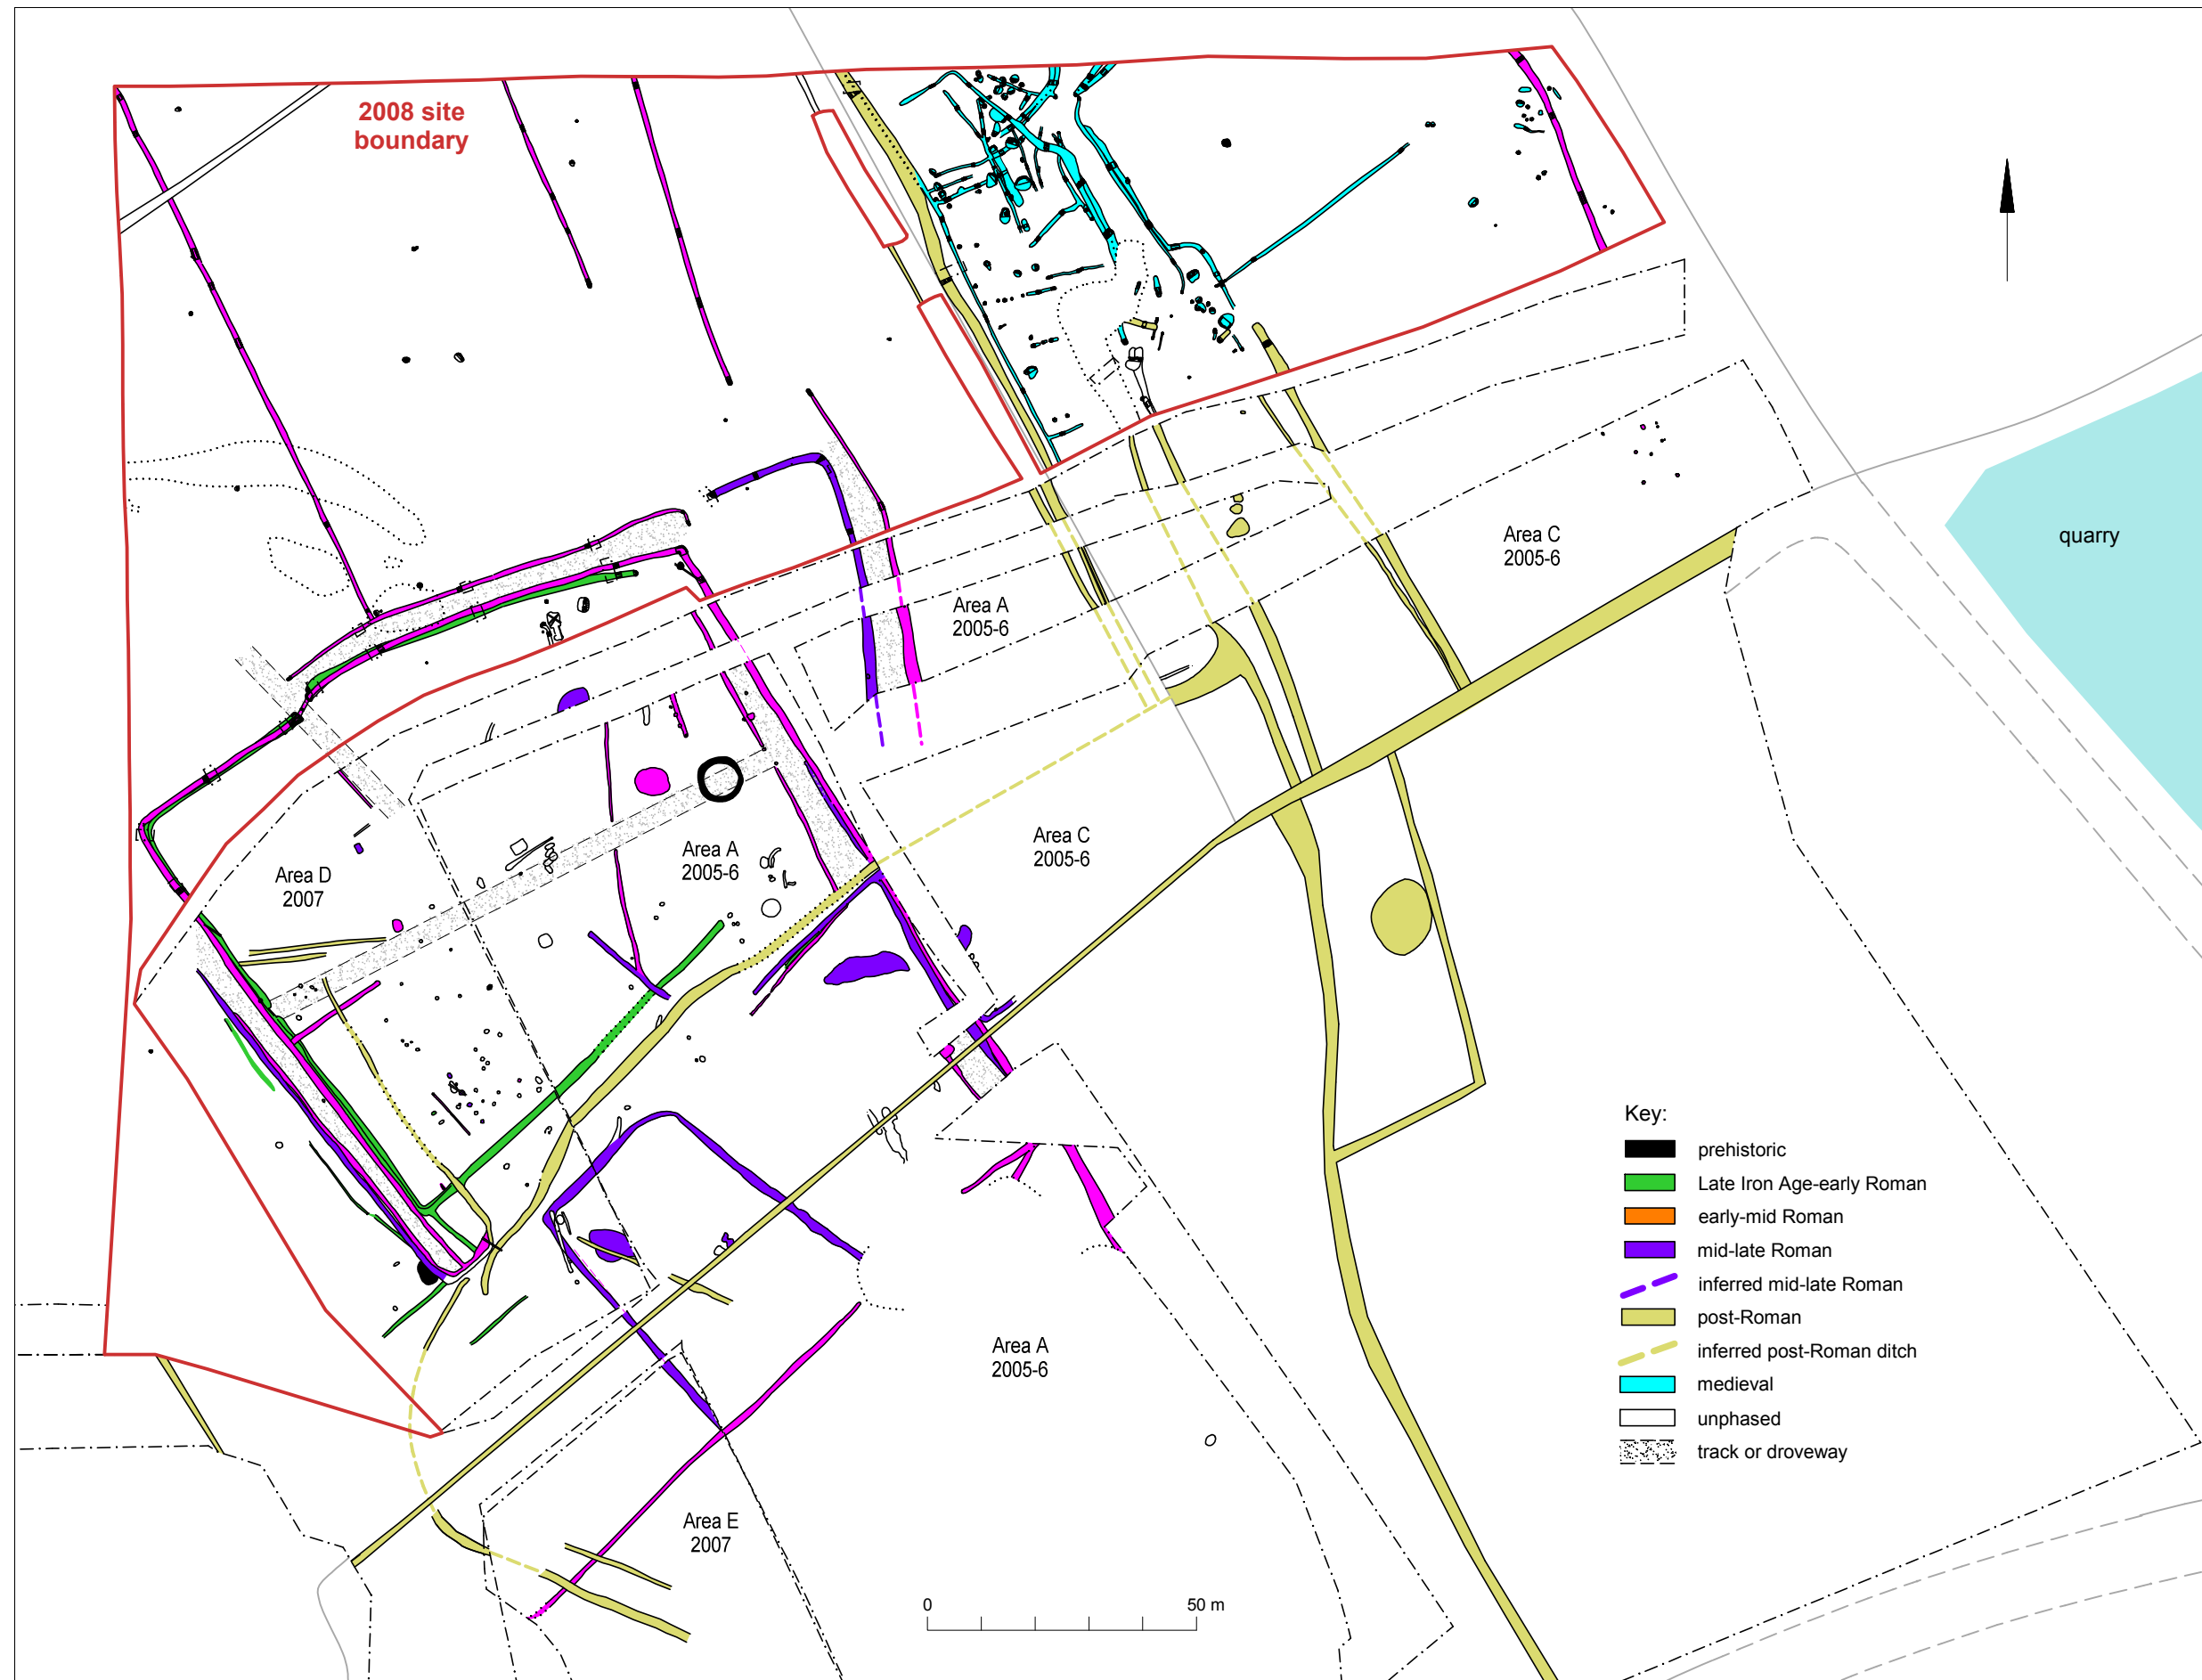 2008 site
boundary
quarry
Area C
2005-6
Area A
2005-6
Area C
2005-6
Area A
2005-6
Area D
2007
Area A
2005-6
Area E
2007
Key:
prehistoric
Late Iron Age-early Roman
early-mid Roman
mid-late Roman
inferred mid-late Roman
post-Roman
inferred post-Roman ditch
medieval
unphased
track or droveway
0 50 m